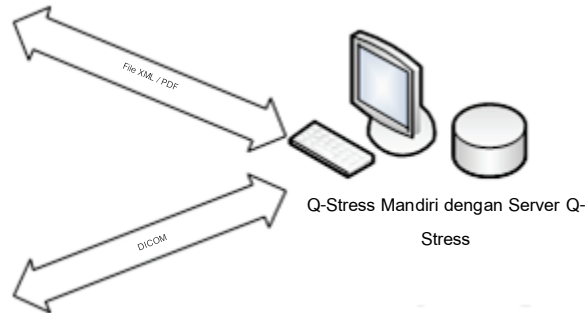 File XML / PDF
Q-Stress Mandiri dengan Server Q-
Stress
DICOM